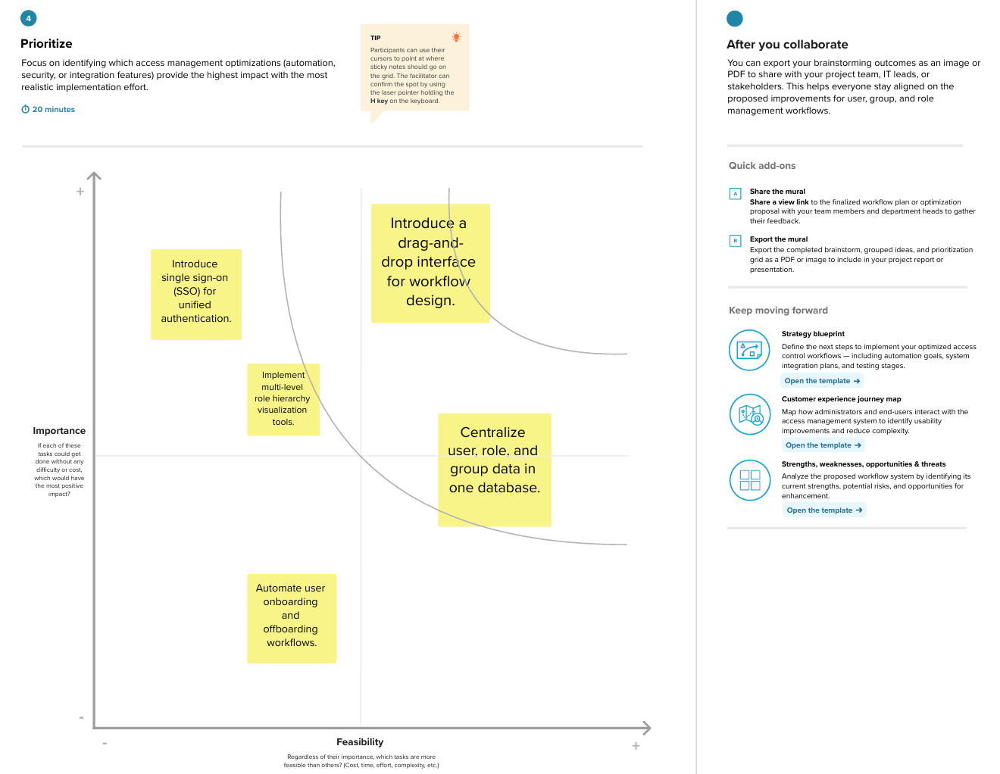 4
Prioritize
Focus on identifying which access management optimizations (automation,
security, or integration features) provide the highest impact with the most
realistic implementation effort.
20 minutes
TIP
Participants can use their
cursors to point at where
sticky notes should go on
the grid. The facilitator can
confirm the spot by using
the laser pointer holding the
H key on the keyboard.
+
Introduce a
drag-and-
drop interface
for workflow
design.
Introduce
single sign-on
(SSO) for
unified
authentication.
Implement
multi-level
role hierarchy
visualization
tools.
Centralize
user, role, and
group data in
one database.
Importance
If each of these
tasks could get
done without any
difficulty or cost,
which would have
the most positive
impact?
Automate user
onboarding
and
offboarding
workflows.
-
-
Feasibility
+
Regardless of their importance, which tasks are more
feasible than others? (Cost, time, effort, complexity, etc.)
After you collaborate
You can export your brainstorming outcomes as an image or
PDF to share with your project team, IT leads, or
stakeholders. This helps everyone stay aligned on the
proposed improvements for user, group, and role
management workflows.
Quick add-ons
A
Share the mural
Share a view link to the finalized workflow plan or optimization
proposal with your team members and department heads to gather
their feedback.
B
Export the mural
Export the completed brainstorm, grouped ideas, and prioritization
grid as a PDF or image to include in your project report or
presentation.
Keep moving forward
Strategy blueprint
Define the next steps to implement your optimized access
control workflows — including automation goals, system
integration plans, and testing stages.
Open the template →
Customer experience journey map
Map how administrators and end-users interact with the
access management system to identify usability
improvements and reduce complexity.
Open the template →
Strengths, weaknesses, opportunities & threats
Analyze the proposed workflow system by identifying its
current strengths, potential risks, and opportunities for
enhancement.
Open the template →